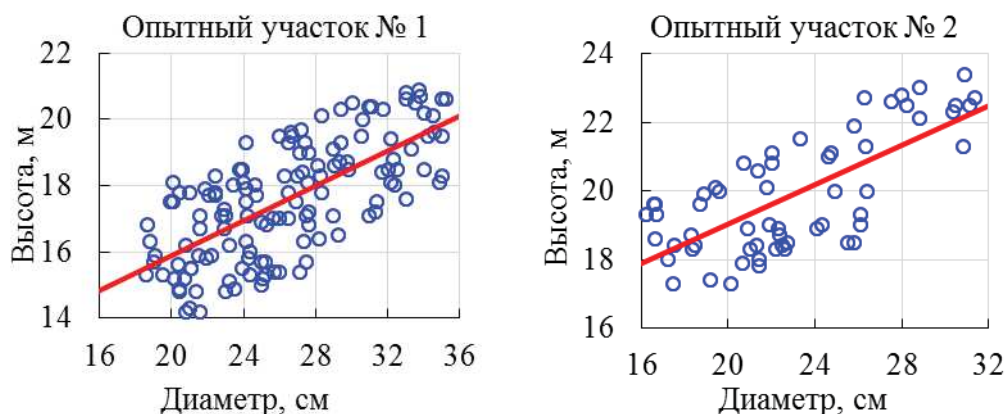 Опытный участок № 1
22
20
18
16
14
16 20 24 28 32 36
Высота, м
Диаметр, см
Опытный участок № 2
24
22
20
18
16
16 20 24 28 32
Высота, м
Диаметр, см